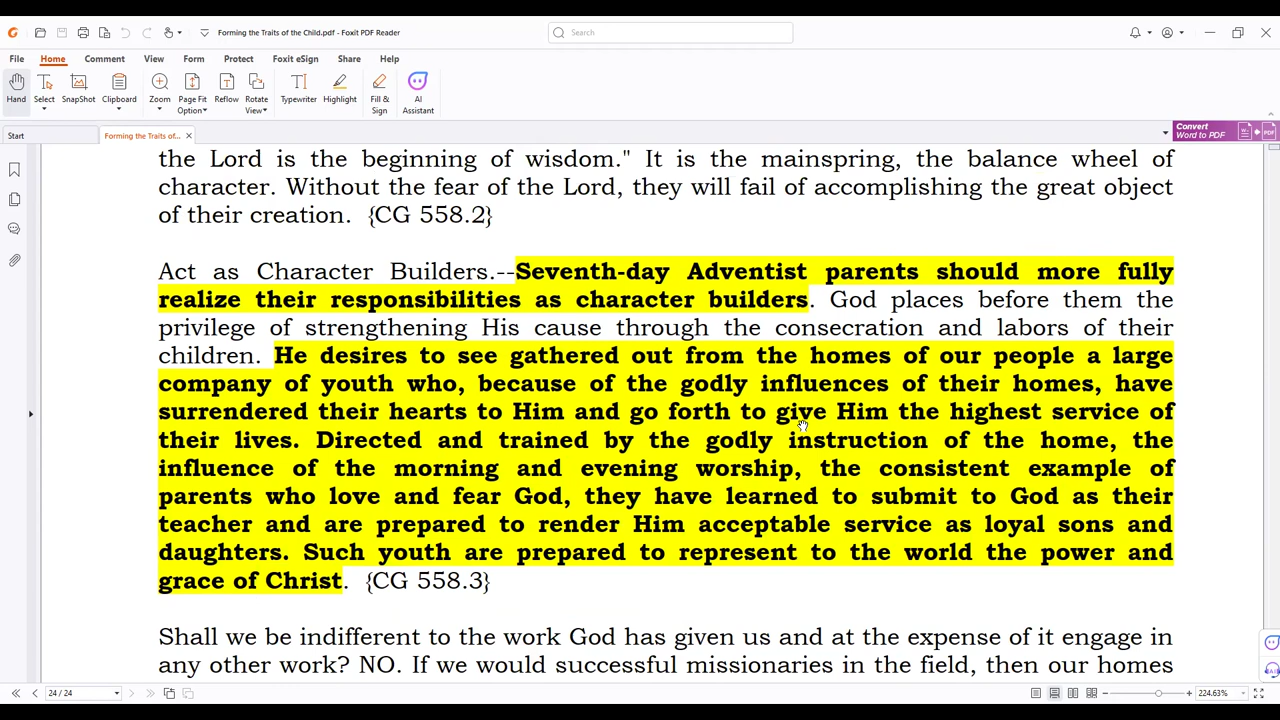 Forming the Traits of the Child.pdf - Foxit PDF Reader
Search
File Home Comment View Form Protect Foxit eSign Share Help
Hand Select SnapShot Clipboard Zoom Page Fit Option Reflow Rotate View Typewriter Highlight Fill & Sign AI Assistant
Start
Forming the Traits of...
Convert Word to PDF
the Lord is the beginning of wisdom." It is the mainspring, the balance wheel of
character. Without the fear of the Lord, they will fail of accomplishing the great object
of their creation. {CG 558.2}
Act as Character Builders.--Seventh-day Adventist parents should more fully
realize their responsibilities as character builders. God places before them the
privilege of strengthening His cause through the consecration and labors of their
children. He desires to see gathered out from the homes of our people a large
company of youth who, because of the godly influences of their homes, have
surrendered their hearts to Him and go forth to give Him the highest service of
their lives. Directed and trained by the godly instruction of the home, the
influence of the morning and evening worship, the consistent example of
parents who love and fear God, they have learned to submit to God as their
teacher and are prepared to render Him acceptable service as loyal sons and
daughters. Such youth are prepared to represent to the world the power and
grace of Christ. {CG 558.3}
Shall we be indifferent to the work God has given us and at the expense of it engage in
any other work? NO. If we would successful missionaries in the field, then our homes
24 / 24
224.63%